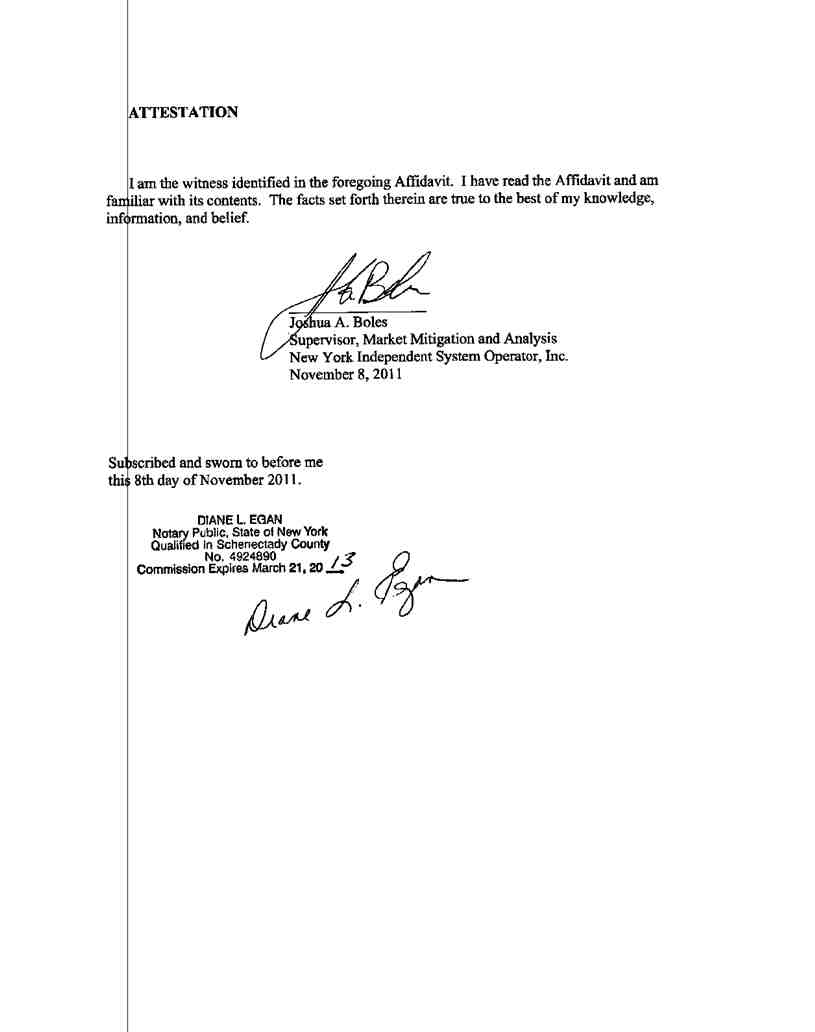 ATTESTATION
I am the witness identified in the foregoing Affidavit. I have read the Affidavit and am
familiar with its contents. The facts set forth therein are true to the best of my knowledge,
information, and belief.
Joshua A. Boles
Supervisor, Market Mitigation and Analysis
New York Independent System Operator, Inc.
November 8, 2011
Subscribed and sworn to before me
this 8th day of November 2011.
DIANE L. EGAN
Notary Public, State of New York
Qualified in Schenectady County
No. 4924890
Commission Expires March 21, 20 13
Diane L. Egan